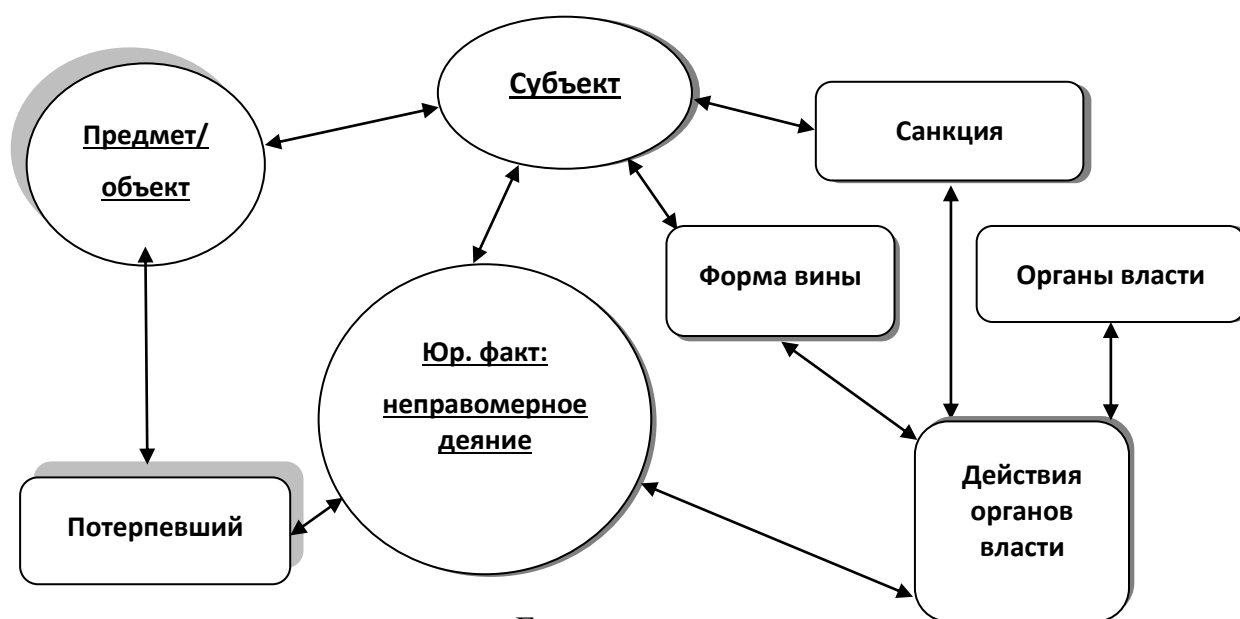 Субъект
Предмет/
объект
Санкция
Форма вины
Органы власти
Юр. факт:
неправомерное
деяние
Потерпевший
Действия
органов
власти